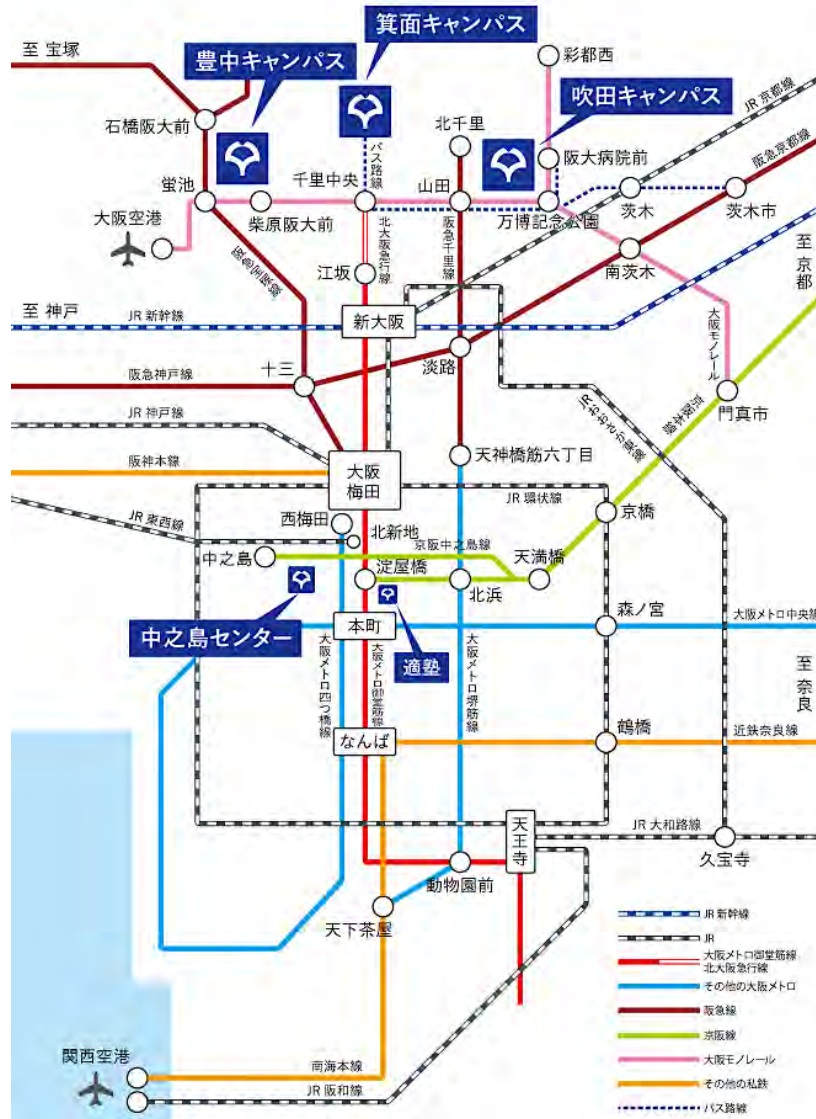 箕面キャンパス
至 宝塚
豊中キャンパス
彩都西
吹田キャンパス
石橋阪大前
バス路線
北千里
JR 京都線
阪急京都線
阪大病院前
蛍池
千里中央
山田
柴原阪大前
万博記念公園
茨木
茨木市
大阪空港
北大阪急行線
阪急千里線
阪急宝塚線
江坂
南茨木
至 京都
至 神戸
JR 新幹線
新大阪
大阪モノレール
淡路
阪急神戸線
十三
JRおおさか東線
京阪本線
門真市
JR 神戸線
阪神本線
大阪
梅田
天神橋筋六丁目
JR 環状線
JR 東西線
西梅田
北新地
京橋
中之島
京阪中之島線
天満橋
淀屋橋
北浜
中之島センター
本町
森ノ宮
大阪メトロ中央線
適塾
大阪メトロ四つ橋線
大阪メトロ御堂筋線
大阪メトロ堺筋線
至 奈良
なんば
鶴橋
近鉄奈良線
天王寺
JR 大和路線
久宝寺
動物園前
天下茶屋
関西空港
南海本線
JR 阪和線
JR 新幹線
JR
大阪メトロ御堂筋線
北大阪急行線
その他の大阪メトロ
阪急線
京阪線
大阪モノレール
その他の私鉄
バス路線